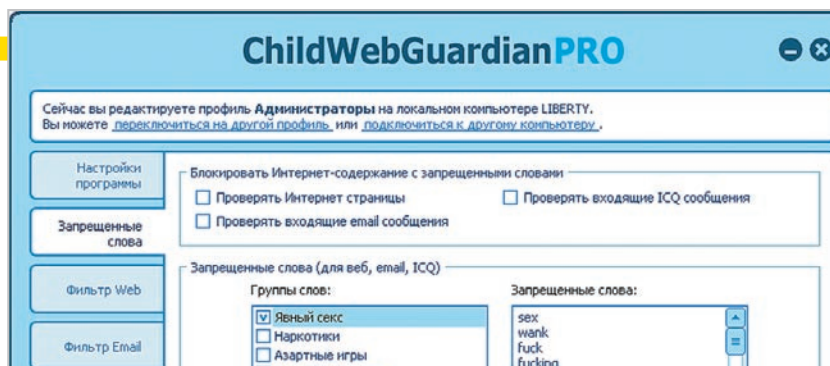 ChildWebGuardian PRO
Сейчас вы редактируете профиль Администраторы на локальном компьютере LIBERTY.
Вы можете переключиться на другой профиль или подключиться к другому компьютеру.
Настройки
программы
Запрещенные
слова
Фильтр Web
Фильтр Email
Блокировать Интернет-содержание с запрещенными словами
Проверять Интернет страницы
Проверять входящие ICQ сообщения
Проверять входящие email сообщения
Запрещенные слова (для веб, email, ICQ)
Группы слов:
Явный секс
Наркотики
Азартные игры
Запрещенные слова:
sex
wank
fuck
fucking